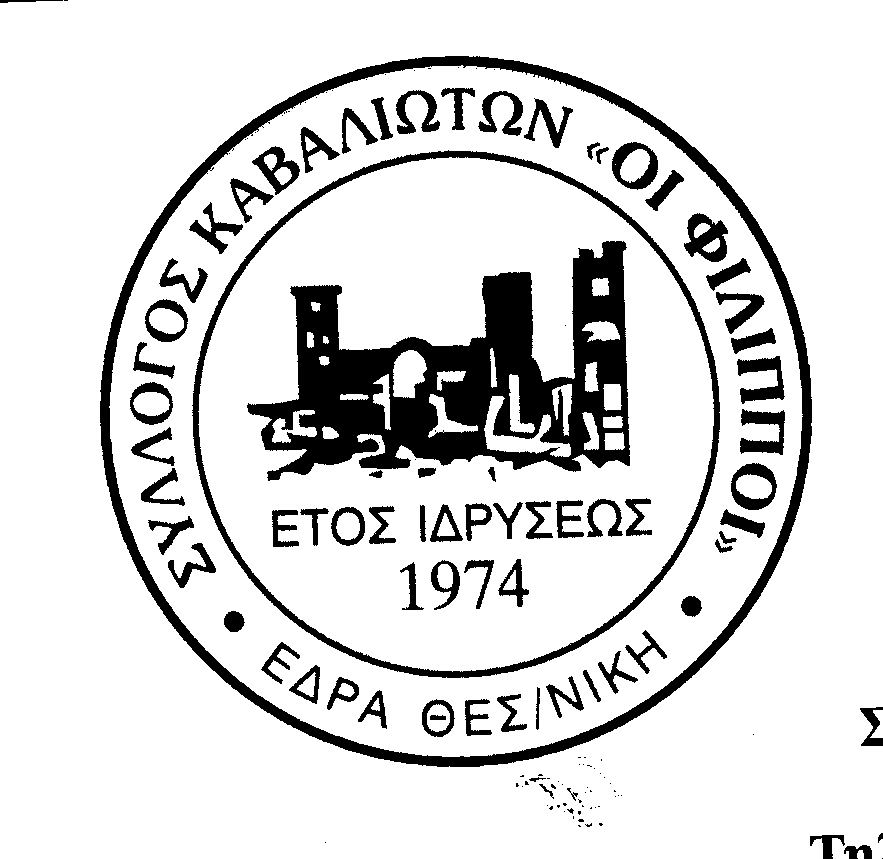 ΣΥΛΛΟΓΟΣ ΚΑΒΑΛΙΩΤΩΝ «ΟΙ ΦΙΛΙΠΠΟΙ»
ΕΤΟΣ ΙΔΡΥΣΕΩΣ
1974
• ΕΔΡΑ ΘΕΣ/ΝΙΚΗ •
Σ